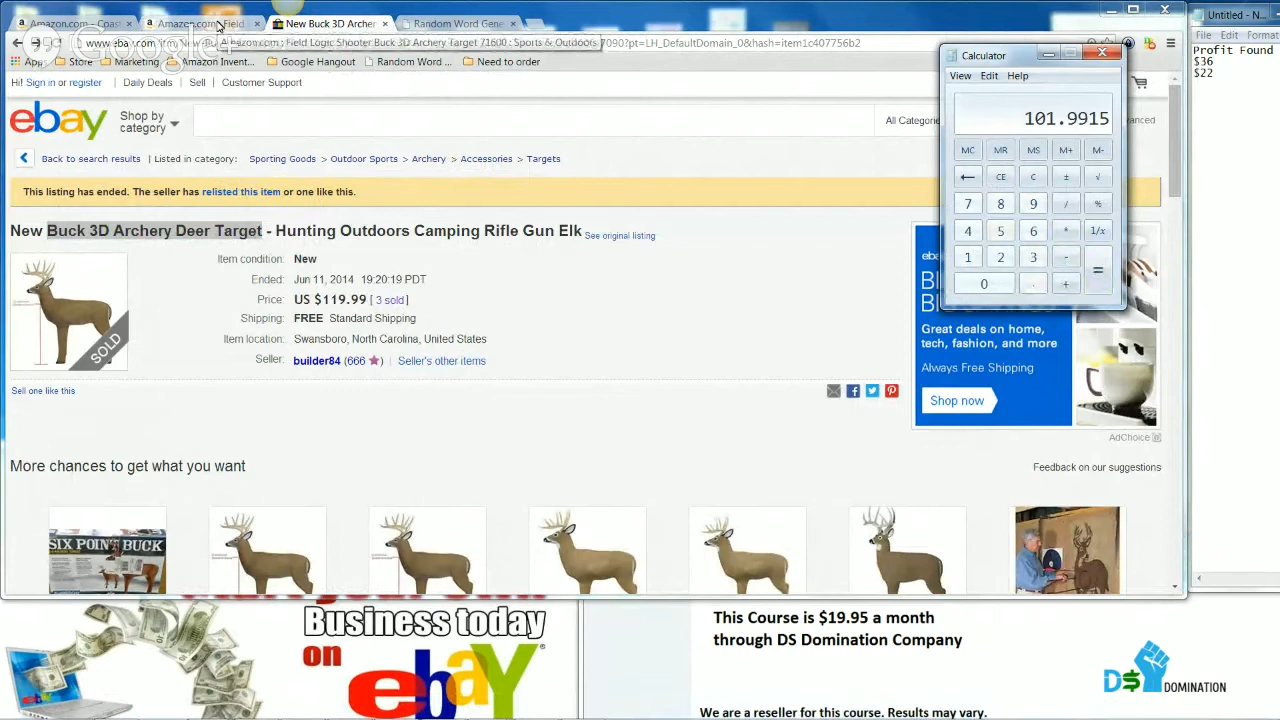 Amazon.com : Coast
Amazon.com : Field
New Buck 3D Archer
Random Word Gene
Untitled - No
www.eba
Amazon.com : Field Logic Shooter Buck 3D Archery Target 71600 : Sports & Outdoors
7090?pt=LH_DefaultDomain_0&hash=item1c407756b2
Google+
File Edit Format
Apps Store Marketing Amazon Invent Google Hang Random Word ... Need to order
Hi! Sign in or register Daily Deals Sell Customer Support
ebay
Shop by
category
All Categorie
Advanced
Back to search results | Listed in category: Sporting Goods > Outdoor Sports > Archery > Accessories > Targets
This listing has ended. The seller has relisted this item or one like this.
New Buck 3D Archery Deer Target - Hunting Outdoors Camping Rifle Gun Elk See original listing
Item condition: New
Ended: Jun 11, 2014 19:20:19 PDT
Price: US $119.99 [ 3 sold ]
Shipping: FREE Standard Shipping
Item location: Swansboro, North Carolina, United States
Seller: builder84 (666 ) Seller's other items
SOLD
Sell one like this
Calculator
View Edit Help
101.9915
MC MR MS M+ M-
← CE C ± √
7 8 9 / %
4 5 6 * 1/x
1 2 3 - =
0 . +
Profit Found
$36
$22
Great deals on home,
tech, fashion, and more
Always Free Shipping
Shop now
AdChoice
More chances to get what you want
Feedback on our suggestions
SIX POINT BUCK
Business today
on ebay
This Course is $19.95 a month
through DS Domination Company
D$ DOMINATION
We are a reseller for this course. Results may vary.